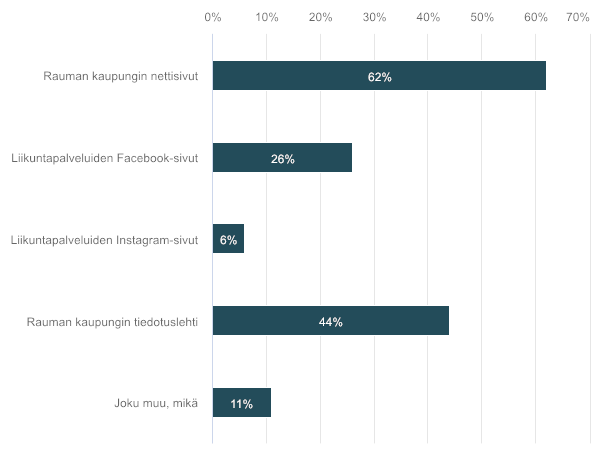 0% 10% 20% 30% 40% 50% 60% 70%
Rauman kaupungin nettisivut 62%
Liikuntapalveluiden Facebook-sivut 26%
Liikuntapalveluiden Instagram-sivut 6%
Rauman kaupungin tiedotuslehti 44%
Joku muu, mikä 11%